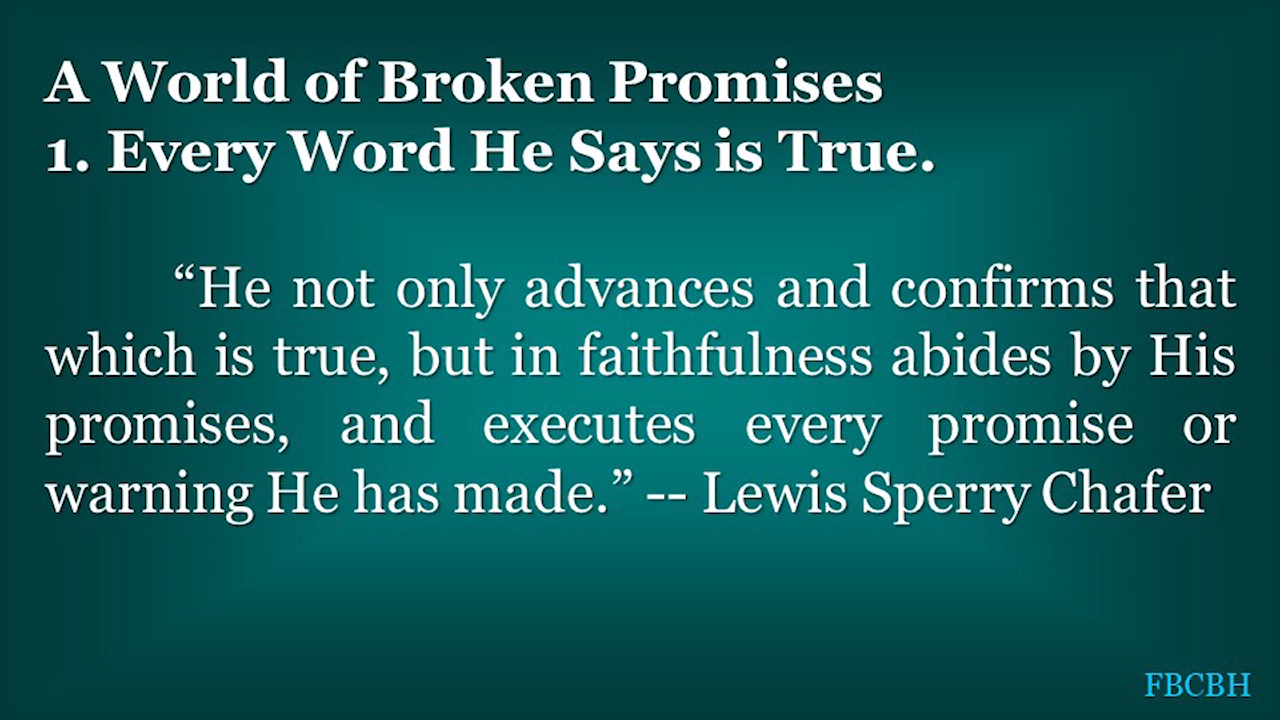 A World of Broken Promises
1. Every Word He Says is True.
“He not only advances and confirms that
which is true, but in faithfulness abides by His
promises, and executes every promise or
warning He has made.” -- Lewis Sperry Chafer
FBCBH